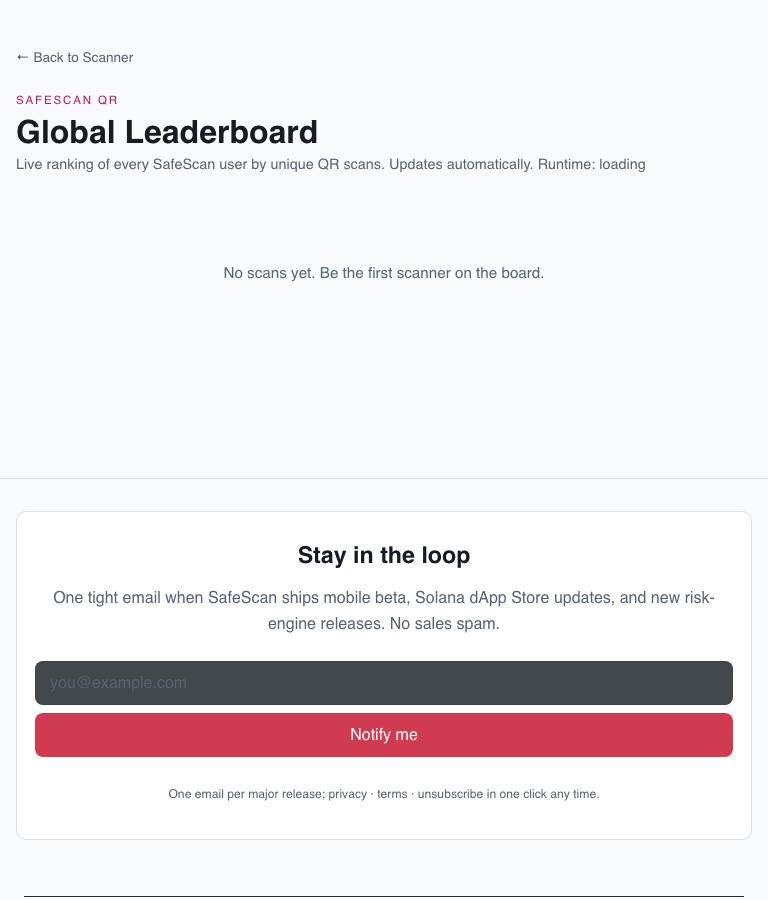 ← Back to Scanner
SAFESCAN QR
Global Leaderboard
Live ranking of every SafeScan user by unique QR scans. Updates automatically. Runtime: loading
No scans yet. Be the first scanner on the board.
Stay in the loop
One tight email when SafeScan ships mobile beta, Solana dApp Store updates, and new risk-
engine releases. No sales spam.
you@example.com
Notify me
One email per major release; privacy · terms · unsubscribe in one click any time.